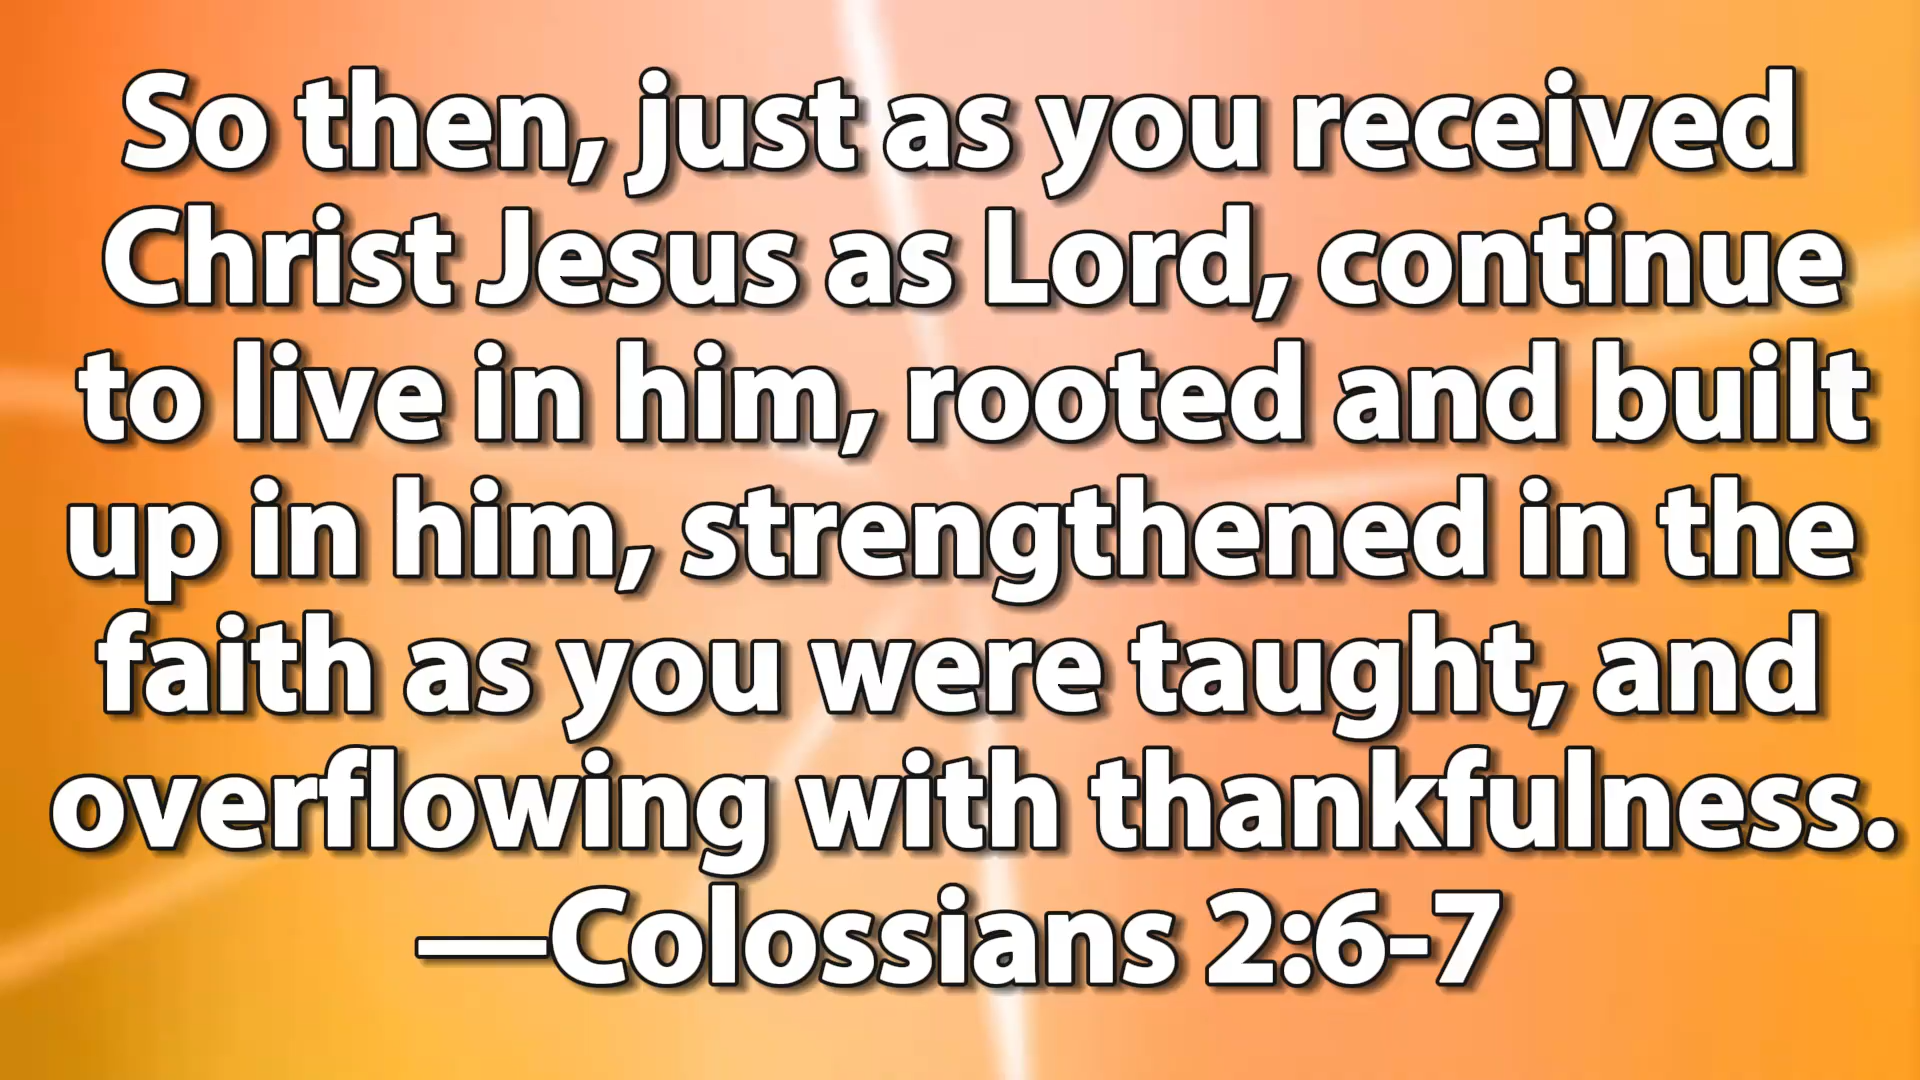 So then, just as you received
Christ Jesus as Lord, continue
to live in him, rooted and built
up in him, strengthened in the
faith as you were taught, and
overflowing with thankfulness.
—Colossians 2:6-7